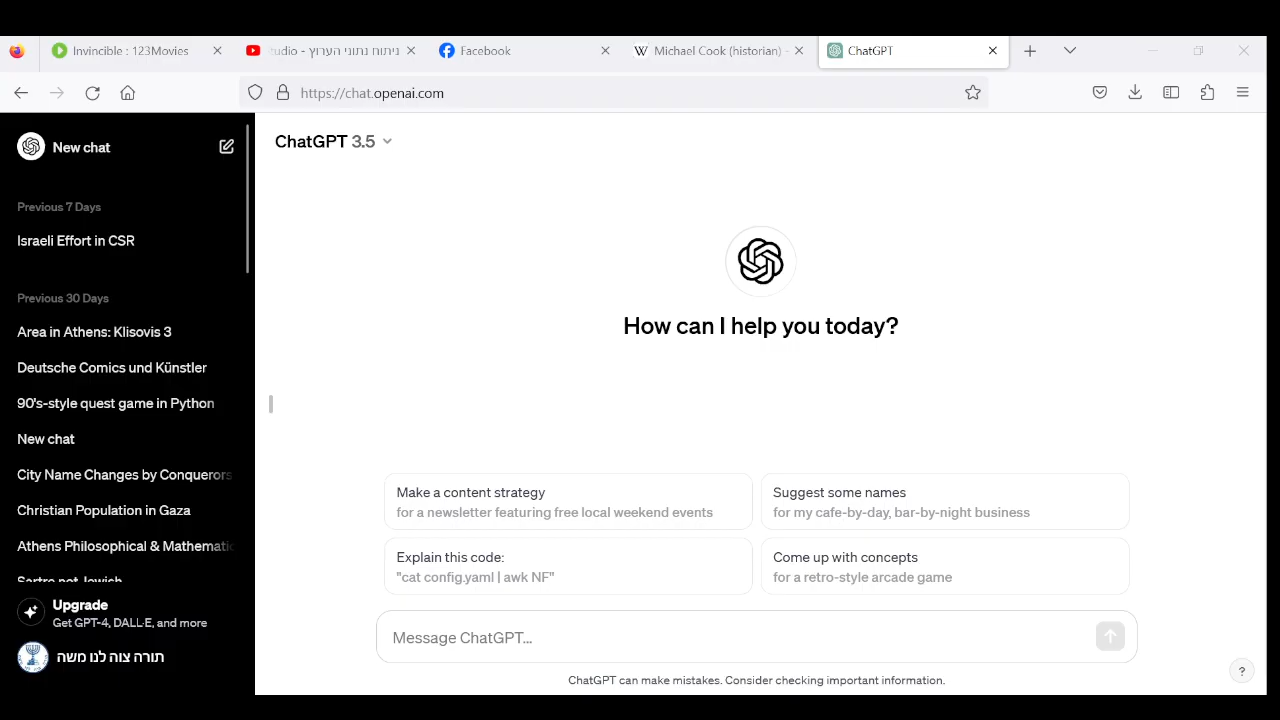 Invincible : 123Movies
tudio - ניתוח נתוני הערוץ
Facebook
Michael Cook (historian) -
ChatGPT
https://chat.openai.com
New chat
ChatGPT 3.5
Previous 7 Days
Israeli Effort in CSR
Previous 30 Days
Area in Athens: Klisovis 3
Deutsche Comics und Künstler
90's-style quest game in Python
New chat
City Name Changes by Conquerors
Christian Population in Gaza
Athens Philosophical & Mathematic
Sartre not Jewish
Upgrade
Get GPT-4, DALL·E, and more
תורה צוה לנו משה
How can I help you today?
Make a content strategy
for a newsletter featuring free local weekend events
Suggest some names
for my cafe-by-day, bar-by-night business
Explain this code:
"cat config.yaml | awk NF"
Come up with concepts
for a retro-style arcade game
Message ChatGPT...
ChatGPT can make mistakes. Consider checking important information.
?